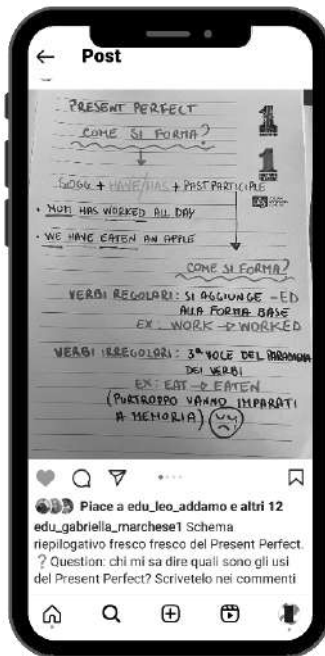 Post
PRESENT PERFECT
COME SI FORMA?
SOGG + HAVE/HAS + PAST PARTICIPLE
• MUM HAS WORKED ALL DAY
• WE HAVE EATEN AN APPLE
COME SI FORMA?
VERBI REGOLARI: SI AGGIUNGE -ED
ALLA FORMA BASE
EX: WORK → WORKED
VERBI IRREGOLARI: 3ª VOCE DEL PARADIGMA
DEI VERBI
EX: EAT → EATEN
(PURTROPPO VANNO IMPARATI
A MEMORIA)
Piace a edu_leo_addamo e altri 12
edu_gabriella_marchese1 Schema
riepilogativo fresco fresco del Present Perfect.
❔Question: chi mi sa dire quali sono gli usi
del Present Perfect? Scrivetelo nei commenti